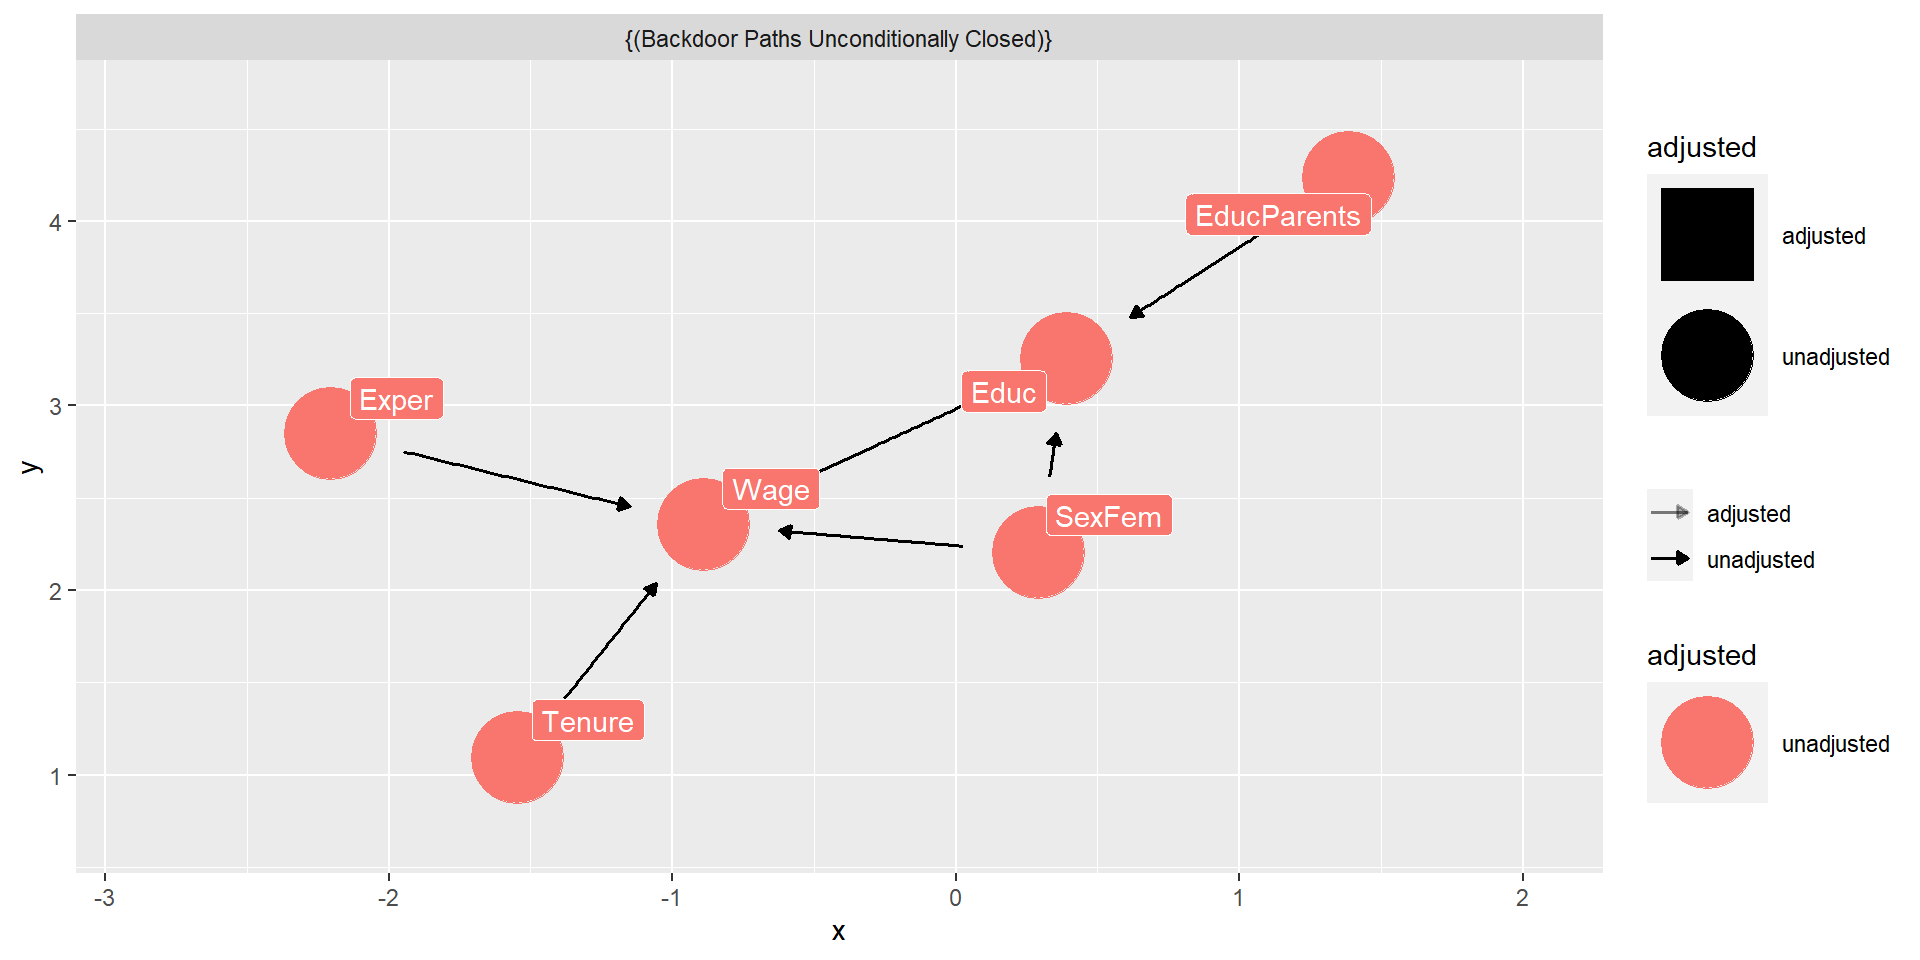 {(Backdoor Paths Unconditionally Closed)}
EducParents
Exper
Educ
Wage
SexFem
Tenure
4
3
2
1
y
-3
-2
-1
0
1
2
x
adjusted
adjusted
unadjusted
adjusted
unadjusted
adjusted
unadjusted